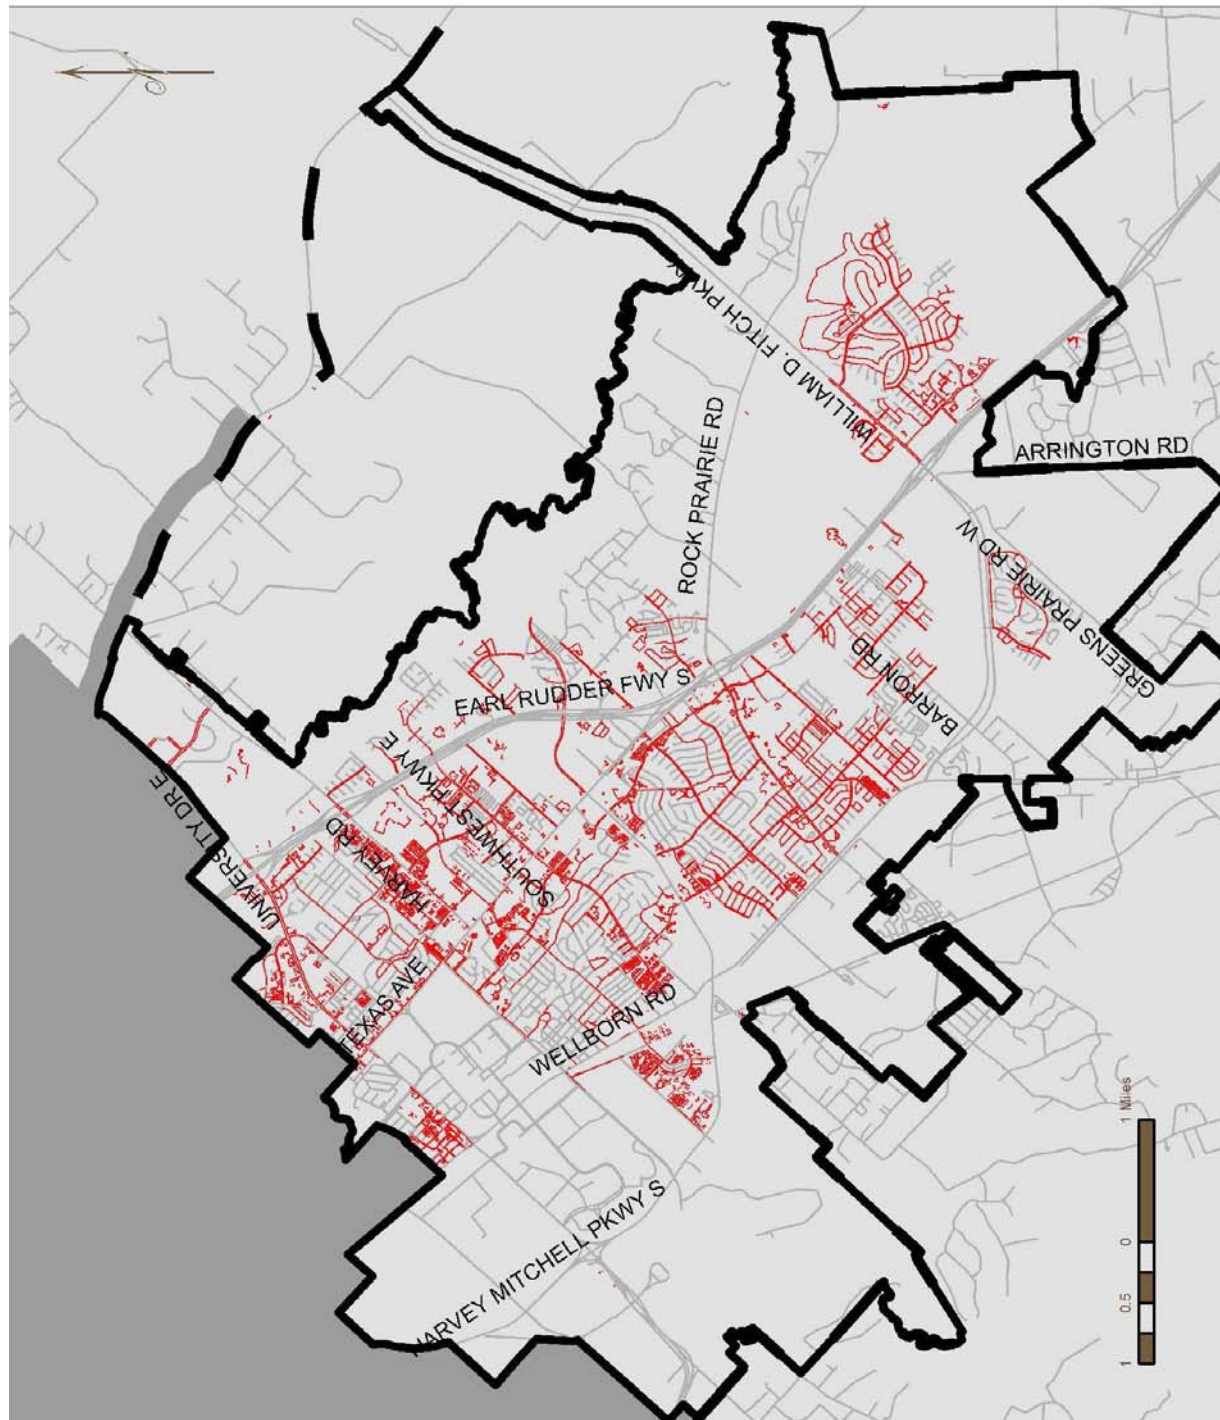 WILLIAM D. FITCH PKWY
ROCK PRAIRIE RD
ARRINGTON RD
GREENS PRAIRIE RD W
BARRON RD
EARL RUDDER FWY S
SOUTHWEST PKWY E
HARVEY RD
UNIVERSITY DR E
TEXAS AVE
WELLBORN RD
HARVEY MITCHELL PKWY S
1 0.5 0 1 Miles